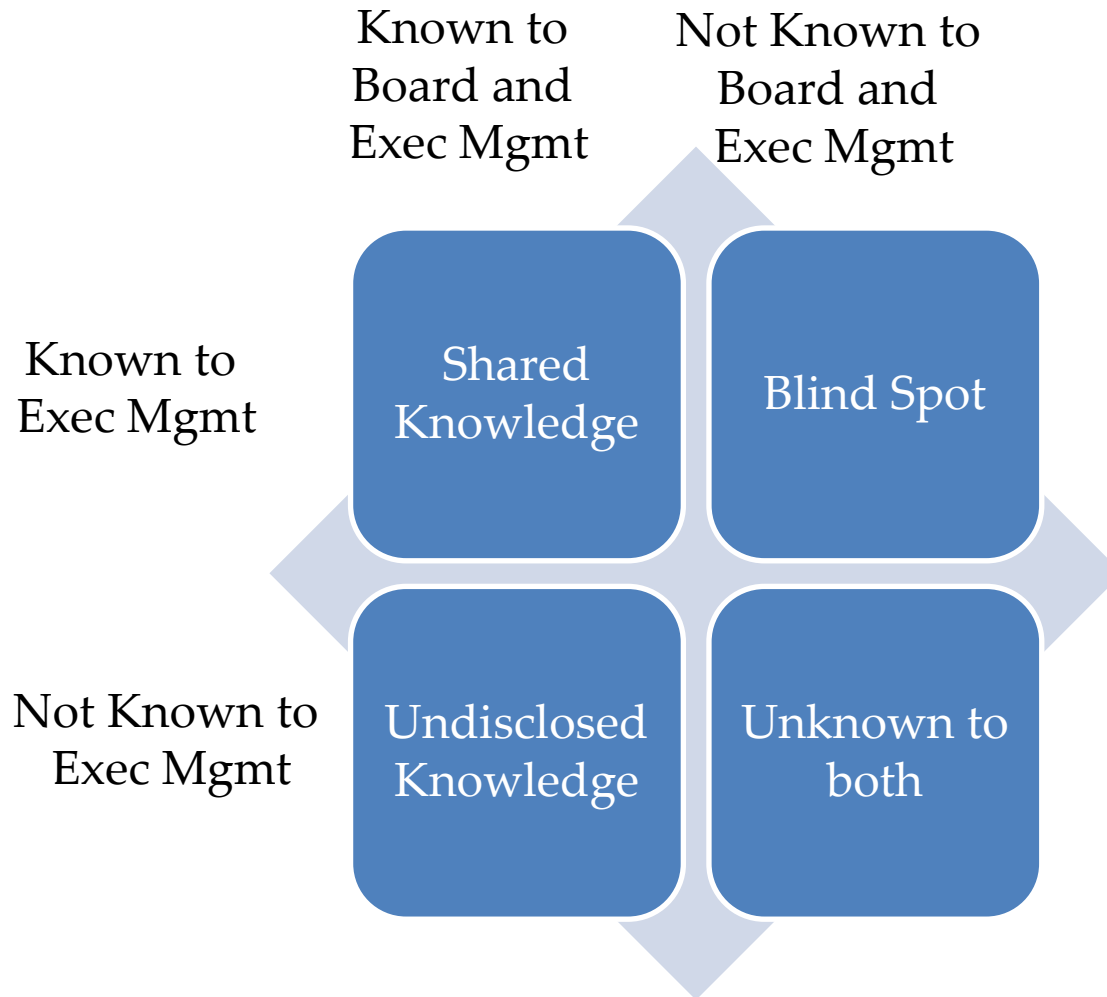 Known to
Board and
Exec Mgmt
Not Known to
Board and
Exec Mgmt
Known to
Exec Mgmt
Shared
Knowledge
Blind Spot
Not Known to
Exec Mgmt
Undisclosed
Knowledge
Unknown to
both